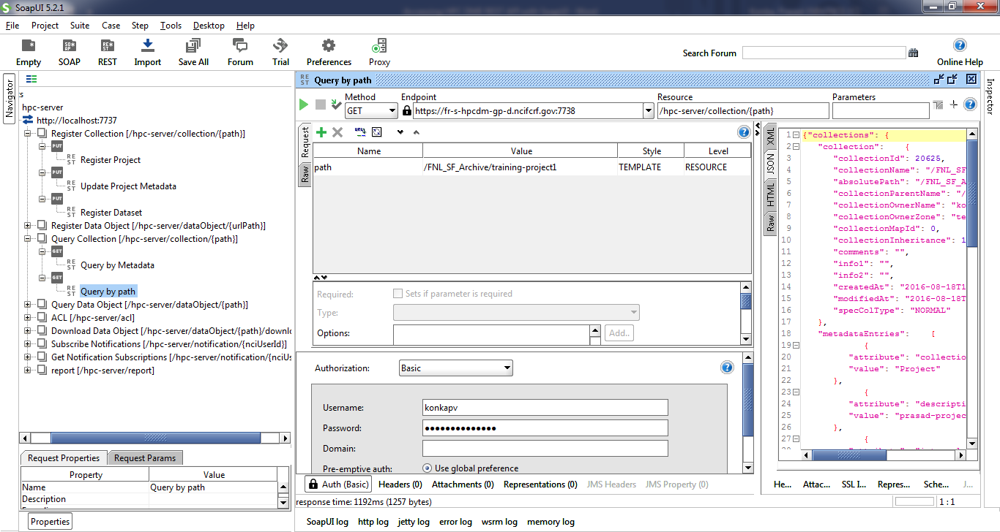 SoapUI 5.2.1
File Project Suite Case Step Tools Desktop Help
Empty SOAP REST Import Save All Forum Trial Preferences Proxy
Search Forum
Online Help
Navigator
s
hpc-server
http://localhost:7737
Register Collection [/hpc-server/collection/{path}]
PUT
REST Register Project
PUT
REST Update Project Metadata
PUT
REST Register Dataset
Register Data Object [/hpc-server/dataObject/{urlPath}]
Query Collection [/hpc-server/collection/{path}]
GET
REST Query by Metadata
GET
REST Query by path
Query Data Object [/hpc-server/dataObject/{path}]
ACL [/hpc-server/acl]
Download Data Object [/hpc-server/dataObject/{path}/downlo
Subscribe Notifications [/hpc-server/notification/{nciUserId}]
Get Notification Subscriptions [/hpc-server/notification/{nciUs
report [/hpc-server/report]
Request Properties Request Params
Property Value
Name Query by path
Description
Properties
REST Query by path
Method Endpoint Resource Parameters
GET https://fr-s-hpcdm-gp-d.ncifcrf.gov:7738 /hpc-server/collection/{path}
Request
Raw
Name Value Style Level
path /FNL_SF_Archive/training-project1 TEMPLATE RESOURCE
Required: Sets if parameter is required
Type:
Options: Add..
Authorization: Basic
Username: konkapv
Password: ●●●●●●●●●●●●●●
Domain:
Pre-emptive auth: Use global preference
Auth (Basic) Headers (0) Attachments (0) Representations (0) JMS Headers JMS Property (0)
response time: 1192ms (1257 bytes)
SoapUI log http log jetty log error log wsrm log memory log
XML
JSON
HTML
Raw
1 {"collections": {
2 "collection": {
3 "collectionId": 20625,
4 "collectionName": "/FNL_SF
5 "absolutePath": "/FNL_SF_A
6 "collectionParentName": "/
7 "collectionOwnerName": "ko
8 "collectionOwnerZone": "te
9 "collectionMapId": 0,
10 "collectionInheritance": 1
11 "comments": "",
12 "info1": "",
13 "info2": "",
14 "createdAt": "2016-08-18T1
15 "modifiedAt": "2016-08-18T
16 "specColType": "NORMAL"
17 },
18 "metadataEntries": [
19 {
20 "attribute": "collectio
21 "value": "Project"
22 },
23 {
24 "attribute": "descripti
25 "value": "prasad-projec
26 },
27 {
He... Attac... SSL I... Repres... Sche... J...
1 : 1
Inspector